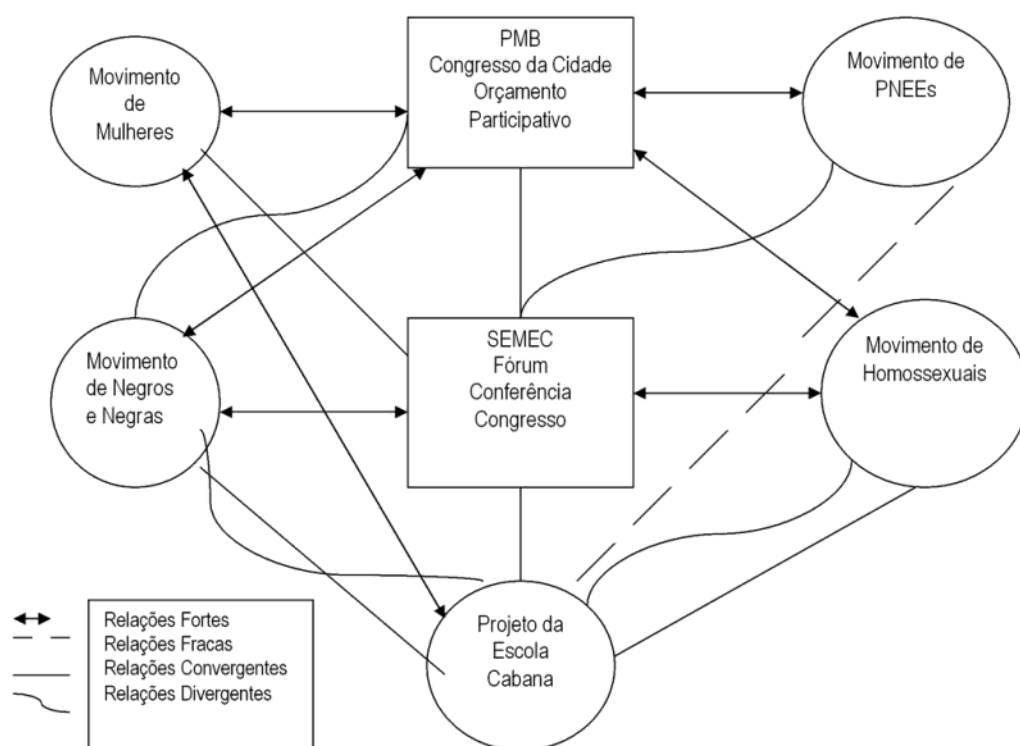 PMB
Congresso da Cidade
Orçamento
Participativo
Movimento
de
Mulheres
Movimento de
PNEEs
SEMEC
Fórum
Conferência
Congresso
Movimento
de Negros
e Negras
Movimento de
Homossexuais
Projeto da
Escola
Cabana
Relações Fortes
Relações Fracas
Relações Convergentes
Relações Divergentes